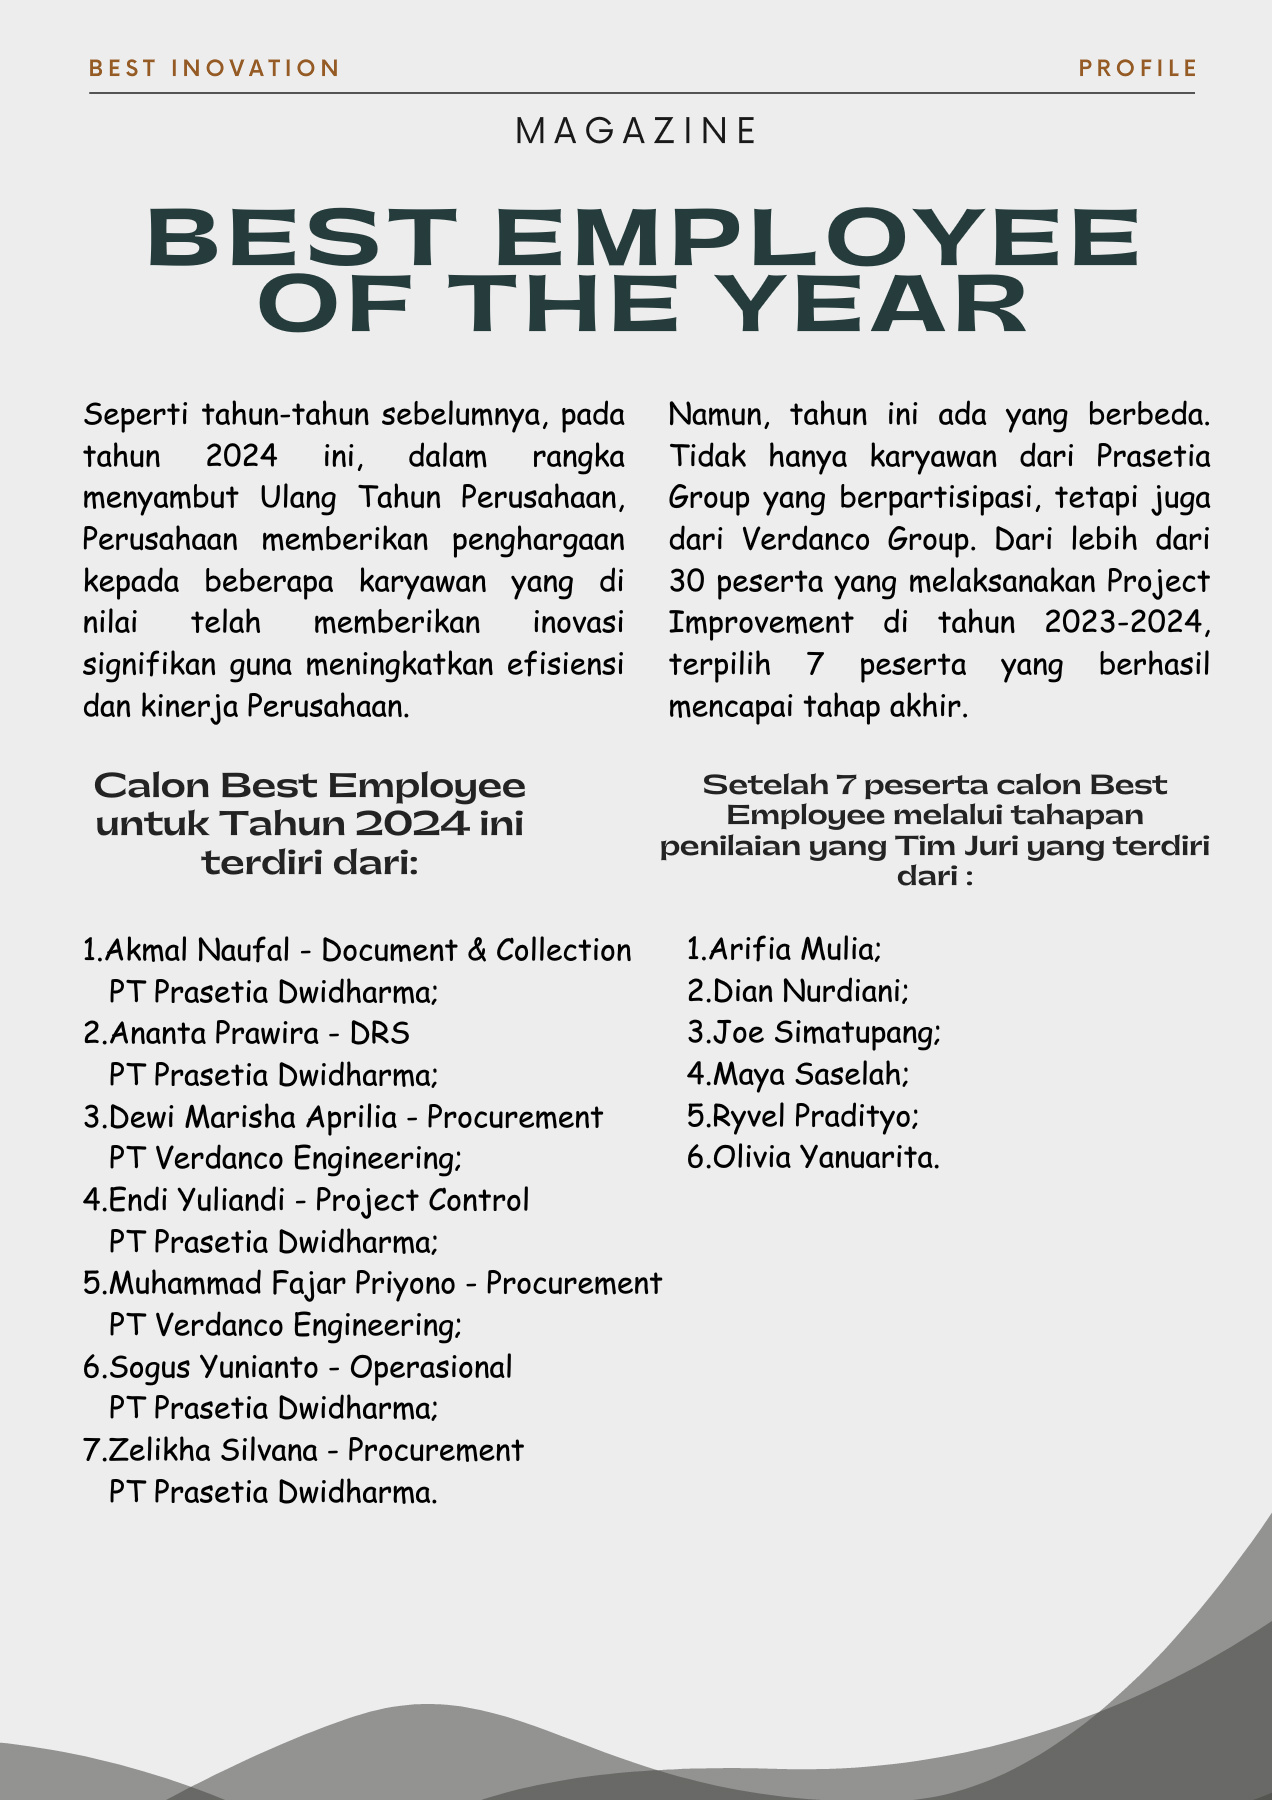 BEST INOVATION
PROFILE
MAGAZINE
BEST EMPLOYEE
OF THE YEAR
Seperti tahun-tahun sebelumnya, pada
tahun 2024 ini, dalam rangka
menyambut Ulang Tahun Perusahaan,
Perusahaan memberikan penghargaan
kepada beberapa karyawan yang di
nilai telah memberikan inovasi
signifikan guna meningkatkan efisiensi
dan kinerja Perusahaan.
Namun, tahun ini ada yang berbeda.
Tidak hanya karyawan dari Prasetia
Group yang berpartisipasi, tetapi juga
dari Verdanco Group. Dari lebih dari
30 peserta yang melaksanakan Project
Improvement di tahun 2023-2024,
terpilih 7 peserta yang berhasil
mencapai tahap akhir.
Calon Best Employee
untuk Tahun 2024 ini
terdiri dari:
1.Akmal Naufal - Document & Collection
PT Prasetia Dwidharma;
2.Ananta Prawira - DRS
PT Prasetia Dwidharma;
3.Dewi Marisha Aprilia - Procurement
PT Verdanco Engineering;
4.Endi Yuliandi - Project Control
PT Prasetia Dwidharma;
5.Muhammad Fajar Priyono - Procurement
PT Verdanco Engineering;
6.Sogus Yunianto - Operasional
PT Prasetia Dwidharma;
7.Zelikha Silvana - Procurement
PT Prasetia Dwidharma.
Setelah 7 peserta calon Best
Employee melalui tahapan
penilaian yang Tim Juri yang terdiri
dari :
1.Arifia Mulia;
2.Dian Nurdiani;
3.Joe Simatupang;
4.Maya Saselah;
5.Ryvel Pradityo;
6.Olivia Yanuarita.